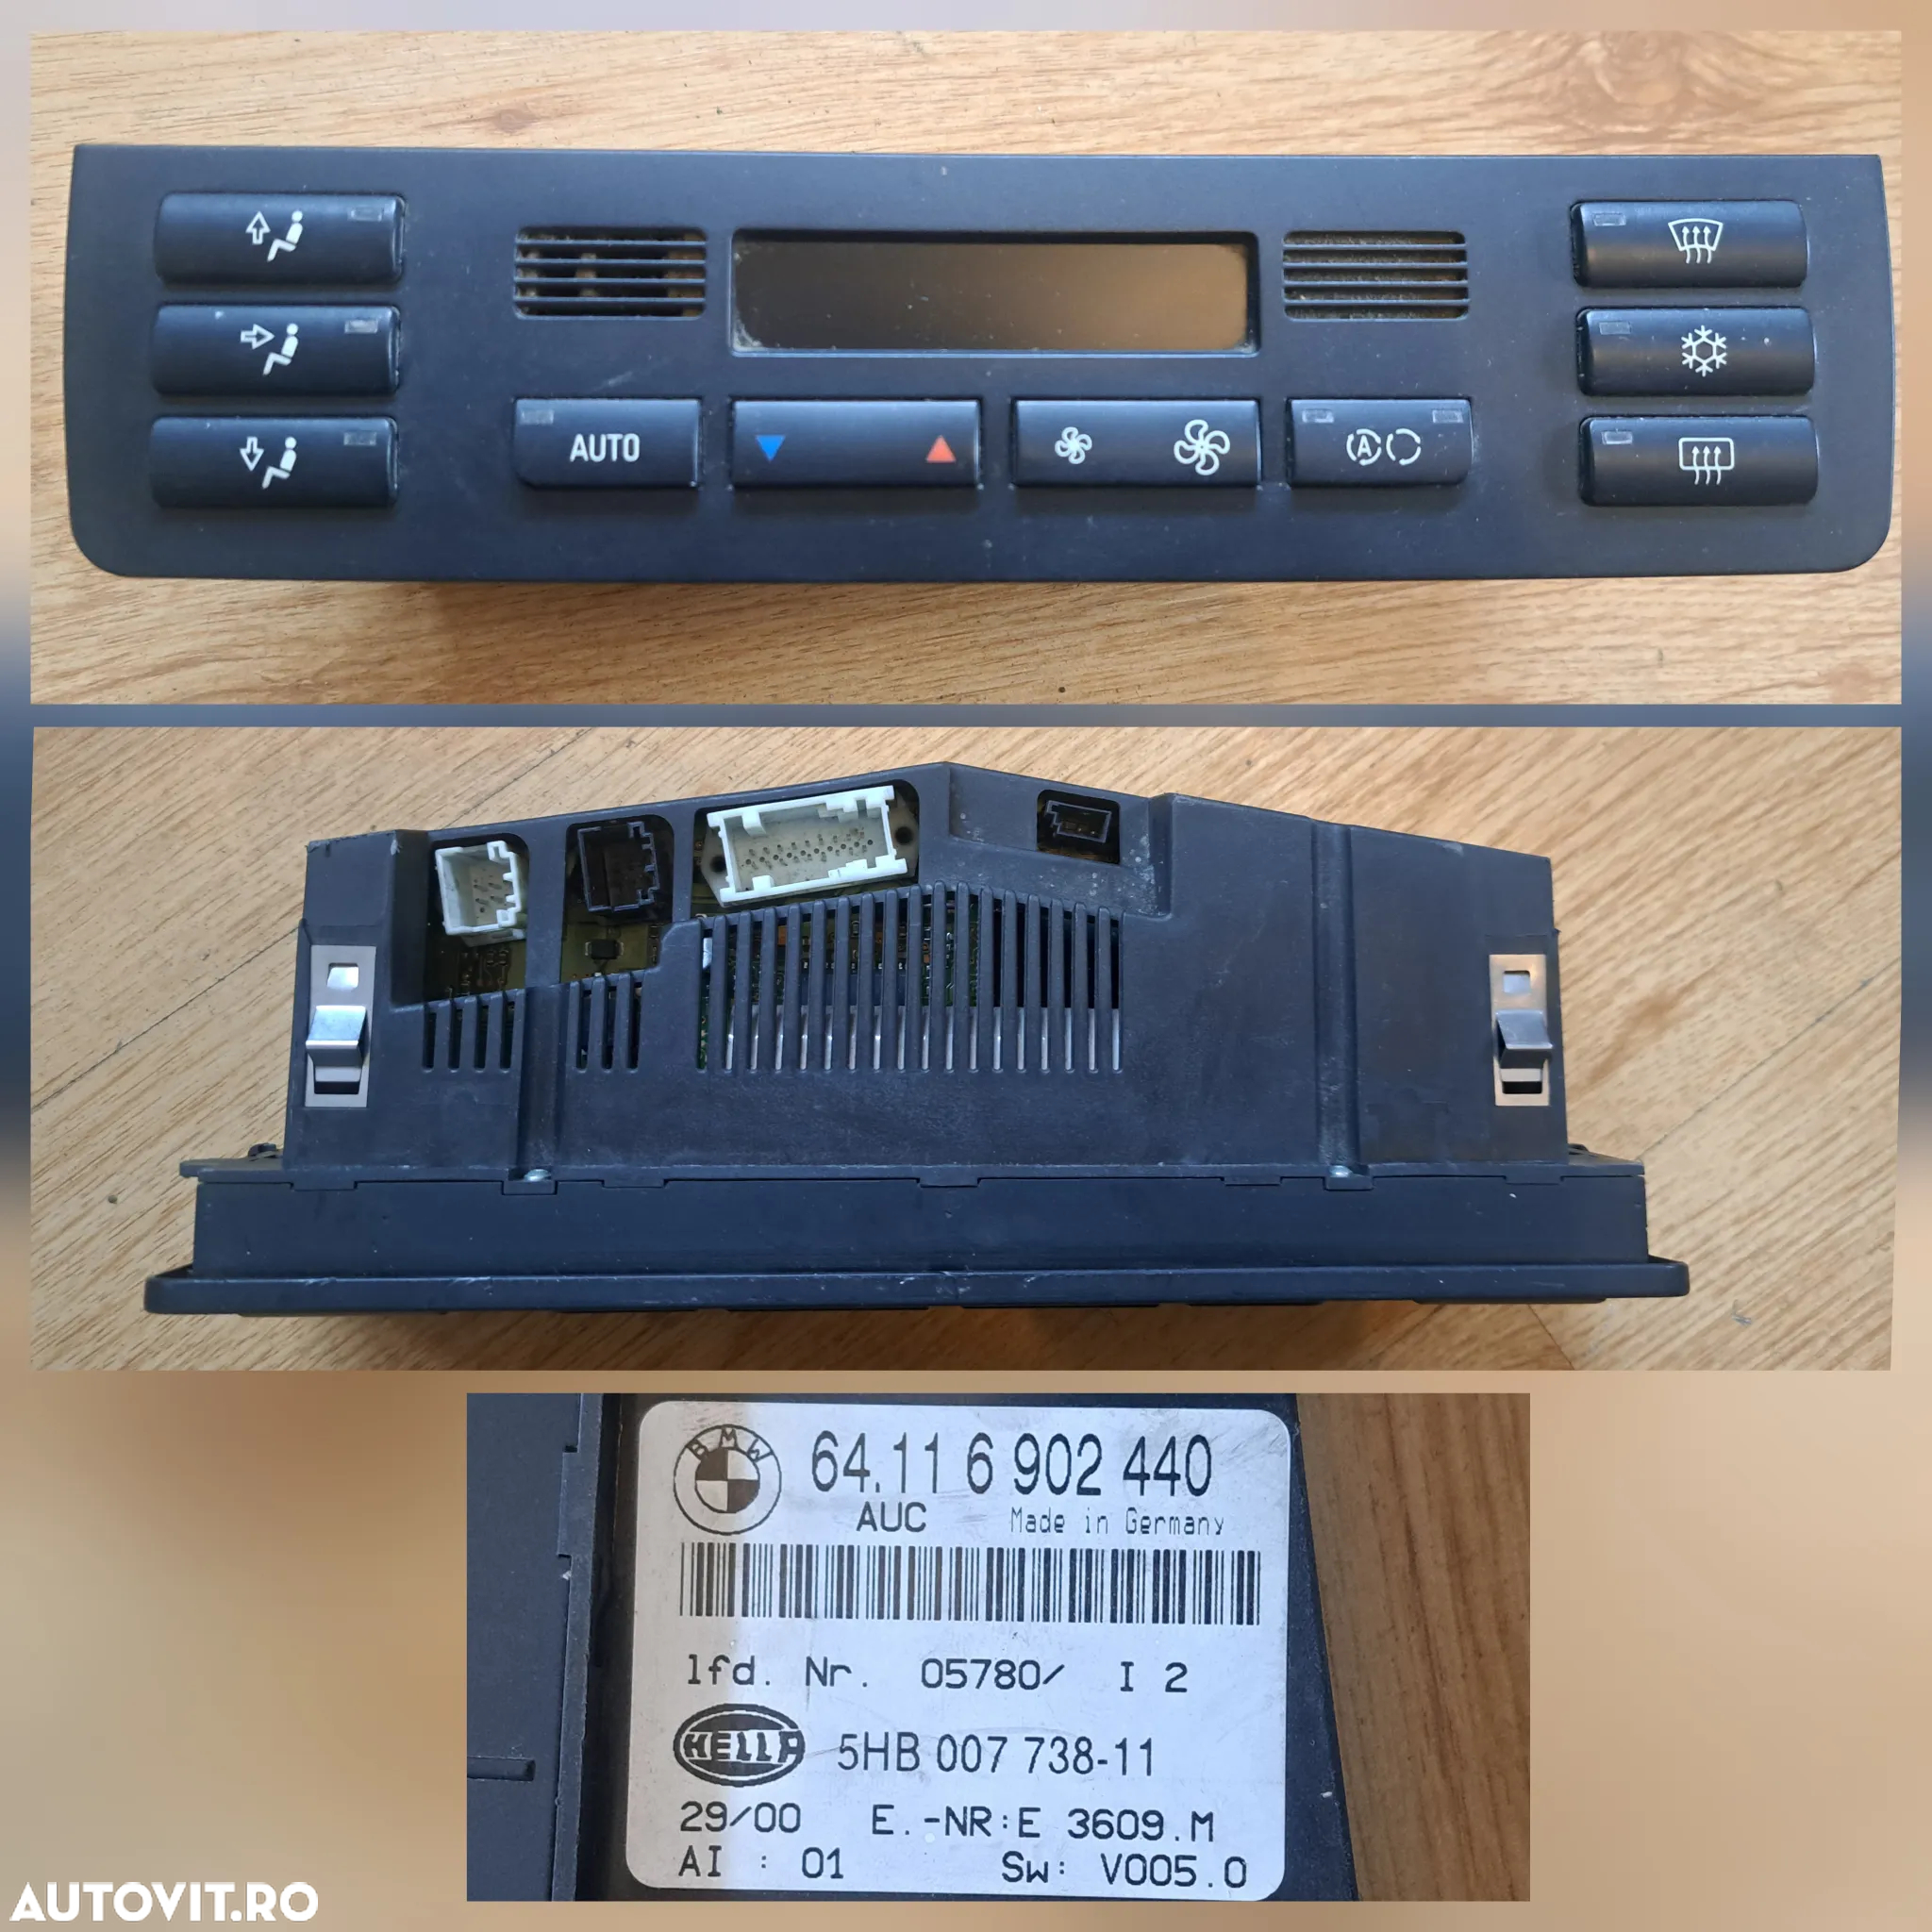 AUTO
A
BMW
64.11 6 902 440
AUC Made in Germany
lfd. Nr. 05780/ I 2
HELLA 5HB 007 738-11
29/00 E.-NR:E 3609.M
AI : 01 Sw: V005.0
AUTOVIT.RO